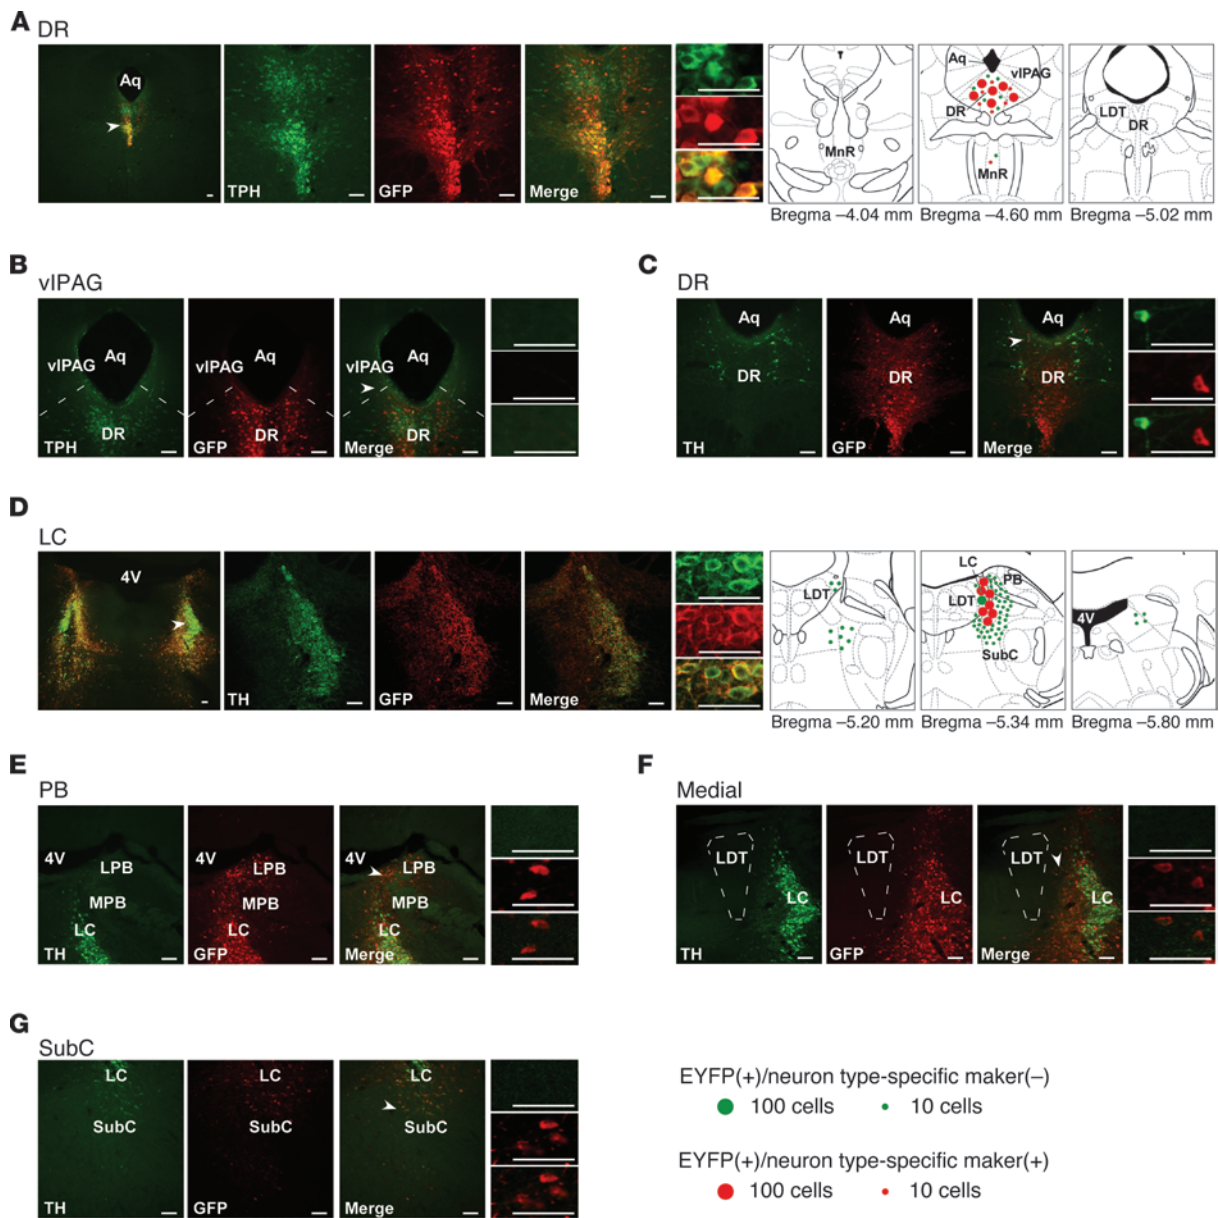 A
DR
Aq
TPH
GFP
Merge
MnR
Bregma –4.04 mm
Aq
vlPAG
DR
MnR
Bregma –4.60 mm
LDT
DR
Bregma –5.02 mm
B
vlPAG
vlPAG
Aq
DR
TPH
vlPAG
Aq
DR
GFP
vlPAG
Aq
DR
Merge
C
DR
Aq
DR
TH
Aq
DR
GFP
Aq
DR
Merge
D
LC
4V
TH
GFP
Merge
LDT
Bregma –5.20 mm
LC
PB
LDT
SubC
Bregma –5.34 mm
4V
Bregma –5.80 mm
E
PB
4V
LPB
MPB
LC
TH
4V
LPB
MPB
LC
GFP
4V
LPB
MPB
LC
Merge
F
Medial
LDT
LC
TH
LDT
LC
GFP
LDT
LC
Merge
G
SubC
LC
SubC
TH
LC
SubC
GFP
LC
SubC
Merge
EYFP(+)/neuron type-specific maker(–)
100 cells
10 cells
EYFP(+)/neuron type-specific maker(+)
100 cells
10 cells